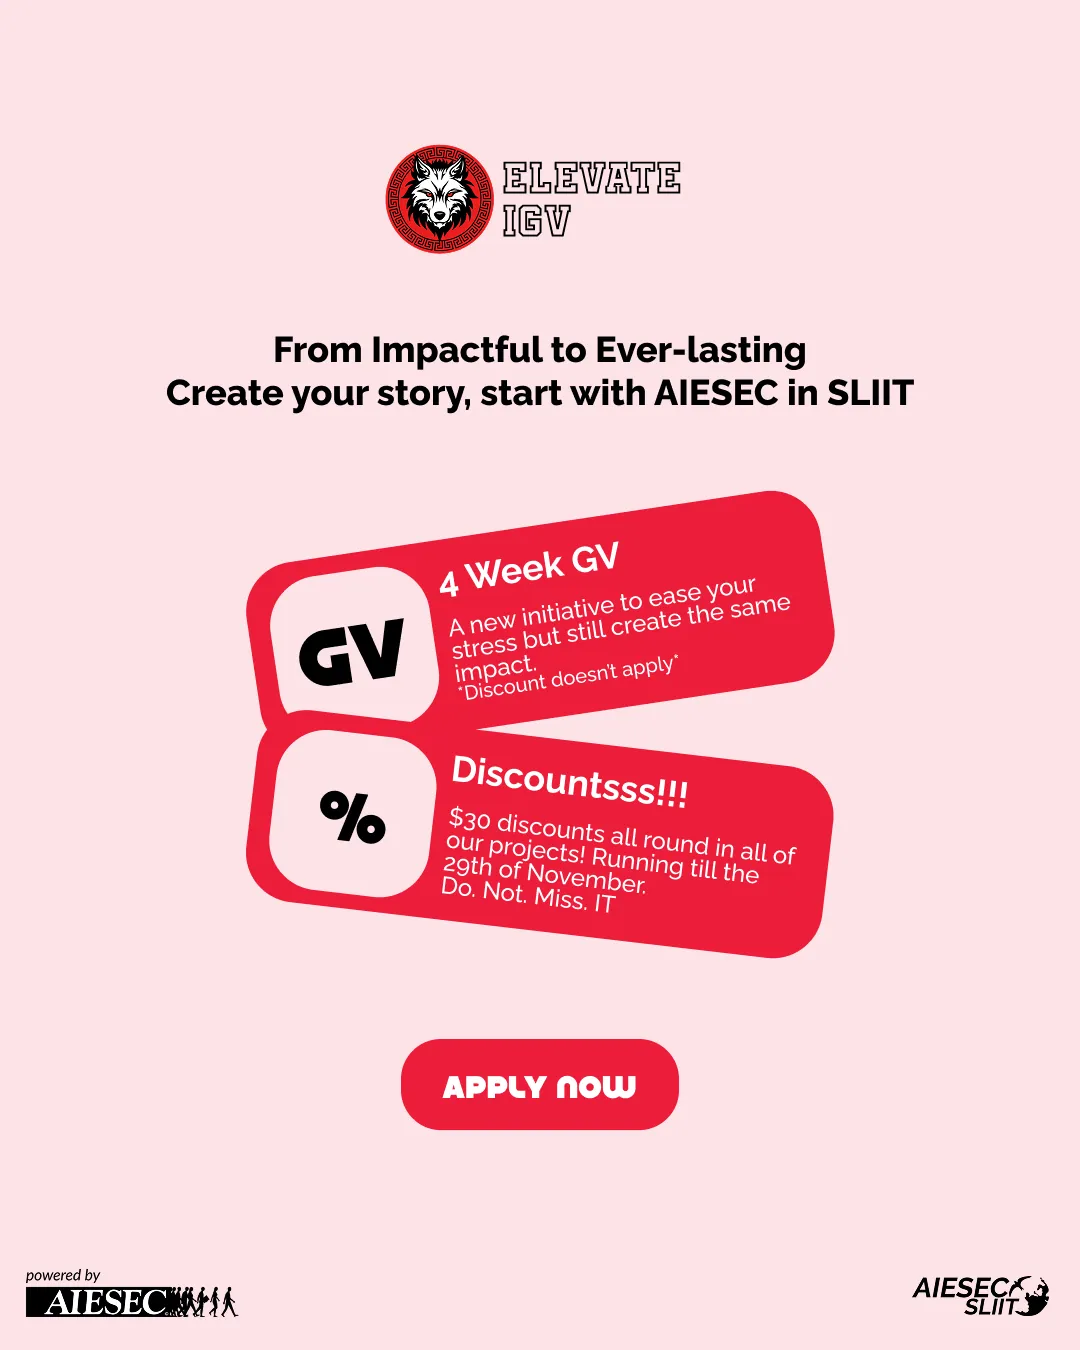 ELEVATE
IGV
From Impactful to Ever-lasting
Create your story, start with AIESEC in SLIIT
GV
4 Week GV
A new initiative to ease your
stress but still create the same
impact.
*Discount doesn't apply*
%
Discountsss!!!
$30 discounts all round in all of
our projects! Running till the
29th of November.
Do. Not. Miss. IT
APPLY NOW
powered by
AIESEC
AIESEC
SLIIT